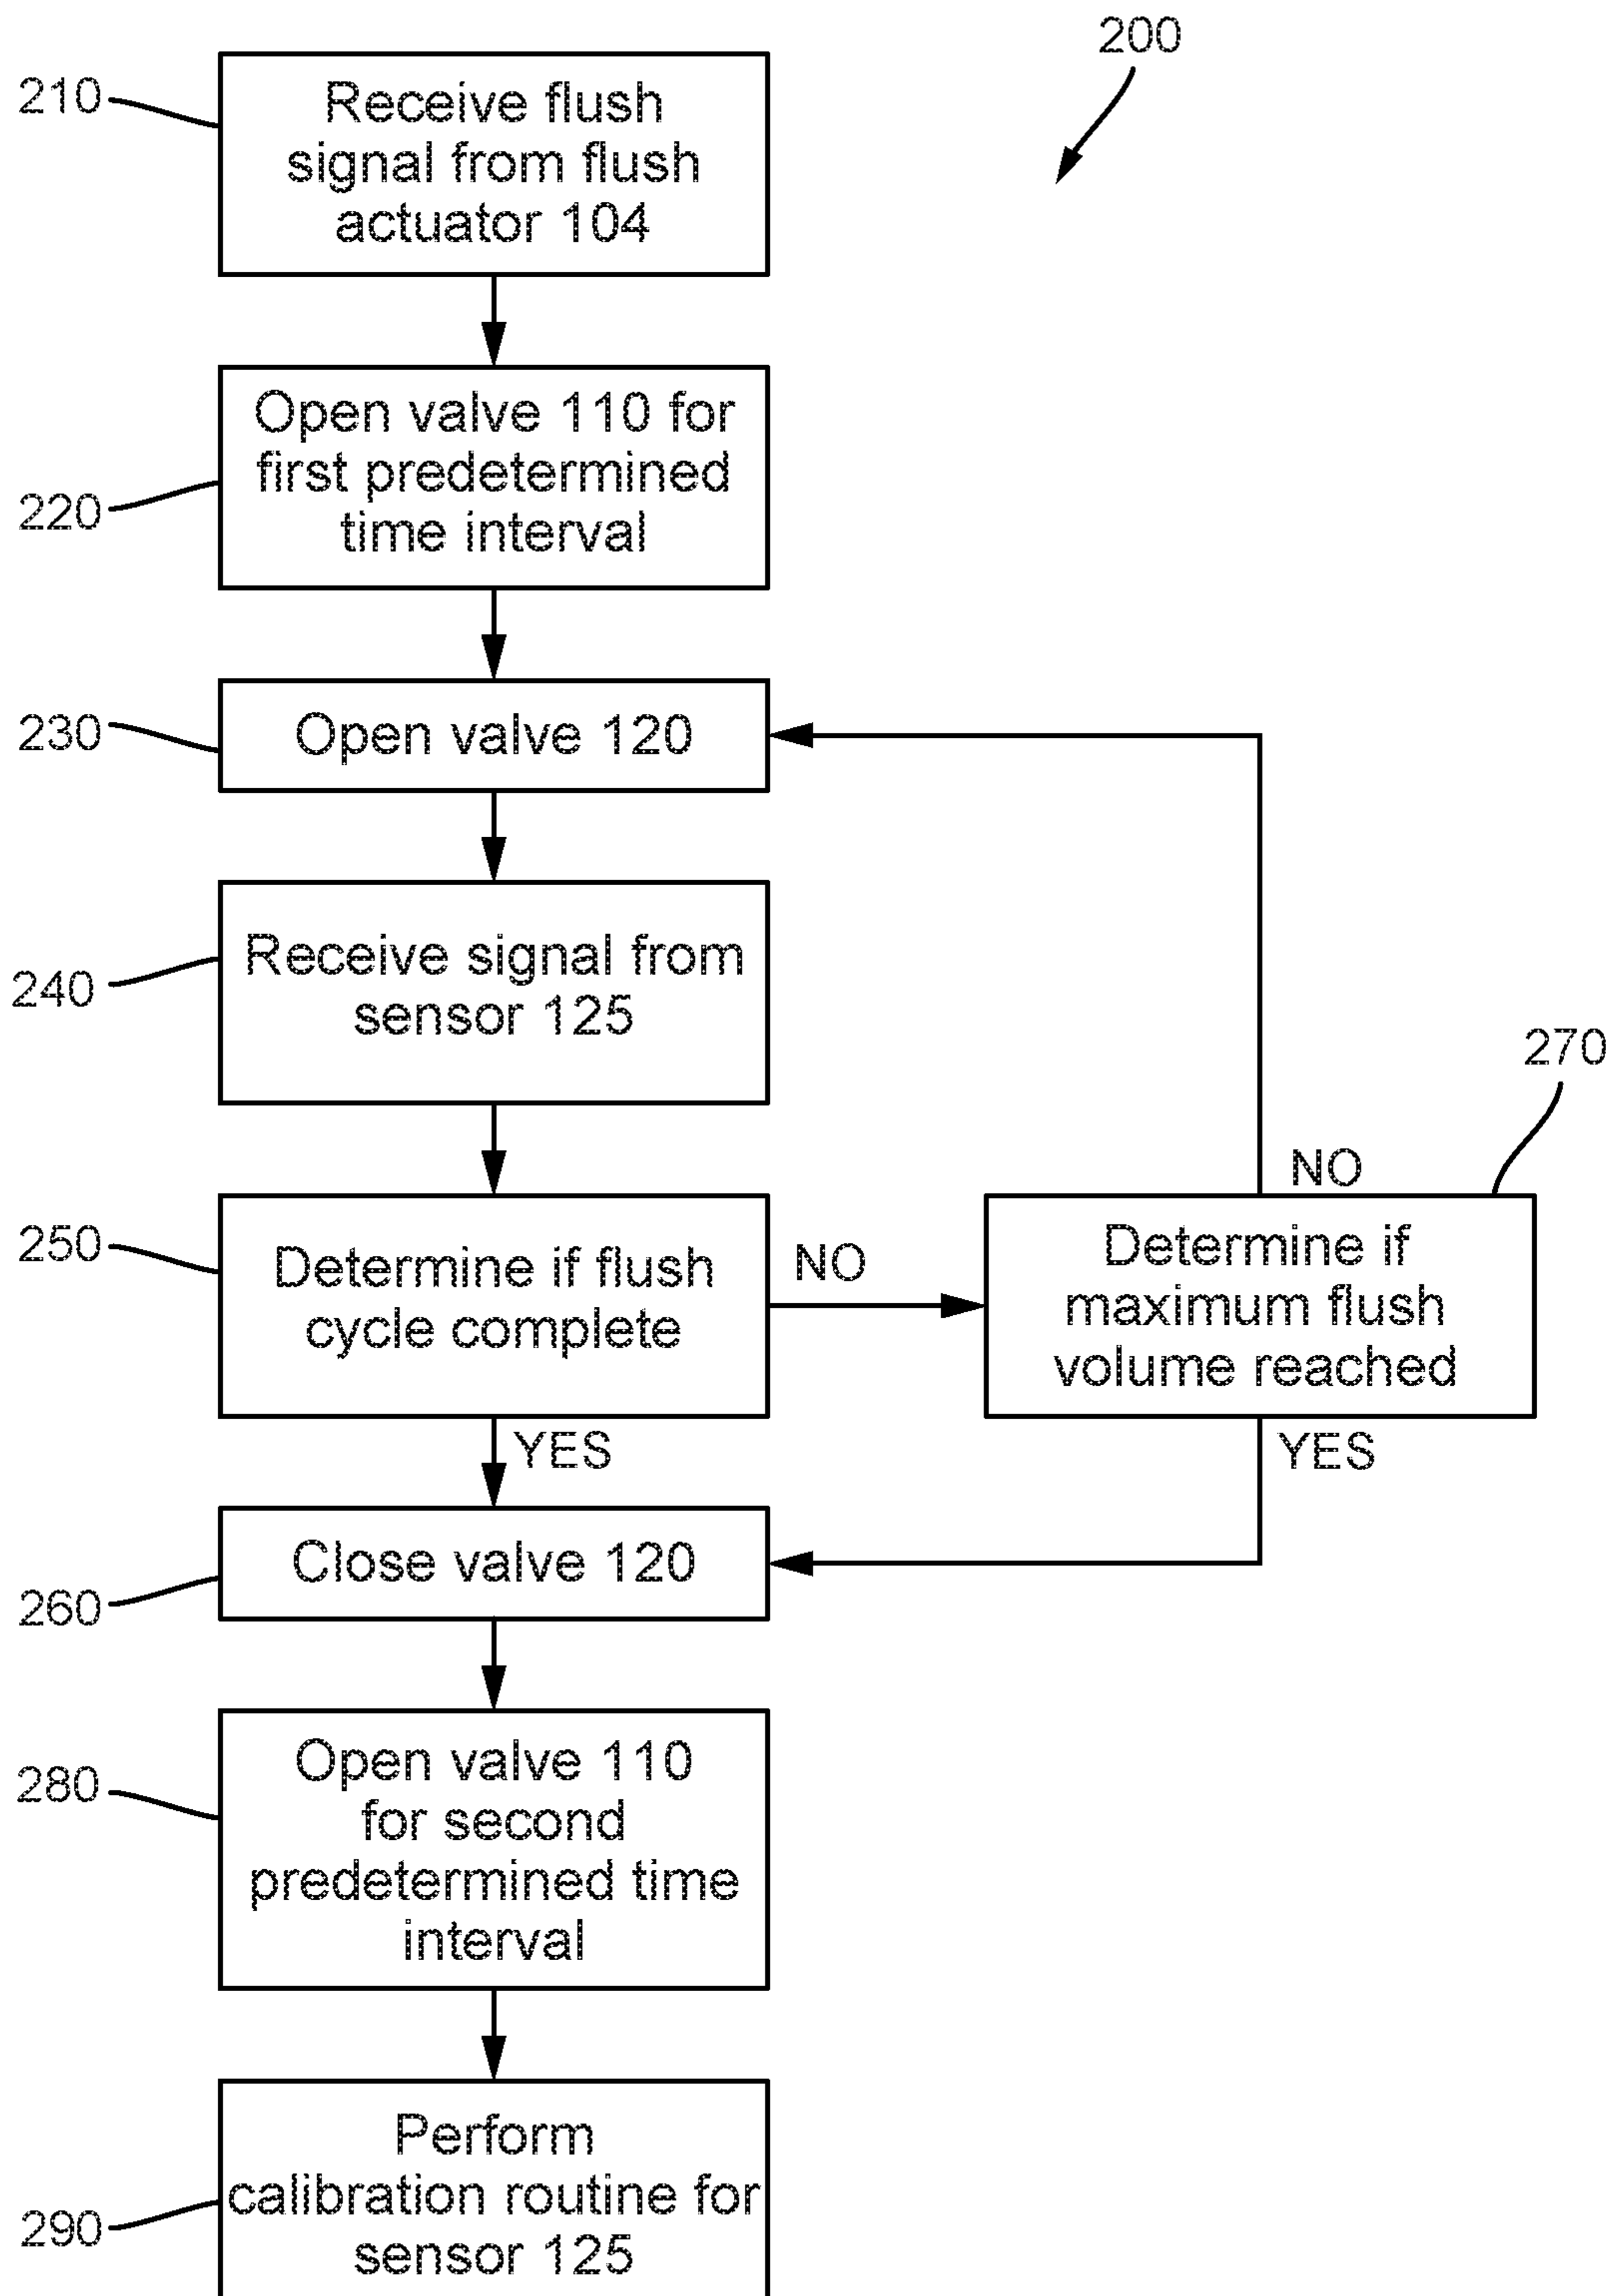 200
210
Receive flush
signal from flush
actuator 104
220
Open valve 110 for
first predetermined
time interval
230
Open valve 120
240
Receive signal from
sensor 125
250
Determine if flush
cycle complete
NO
270
Determine if
maximum flush
volume reached
NO
YES
YES
260
Close valve 120
280
Open valve 110
for second
predetermined time
interval
290
Perform
calibration routine for
sensor 125